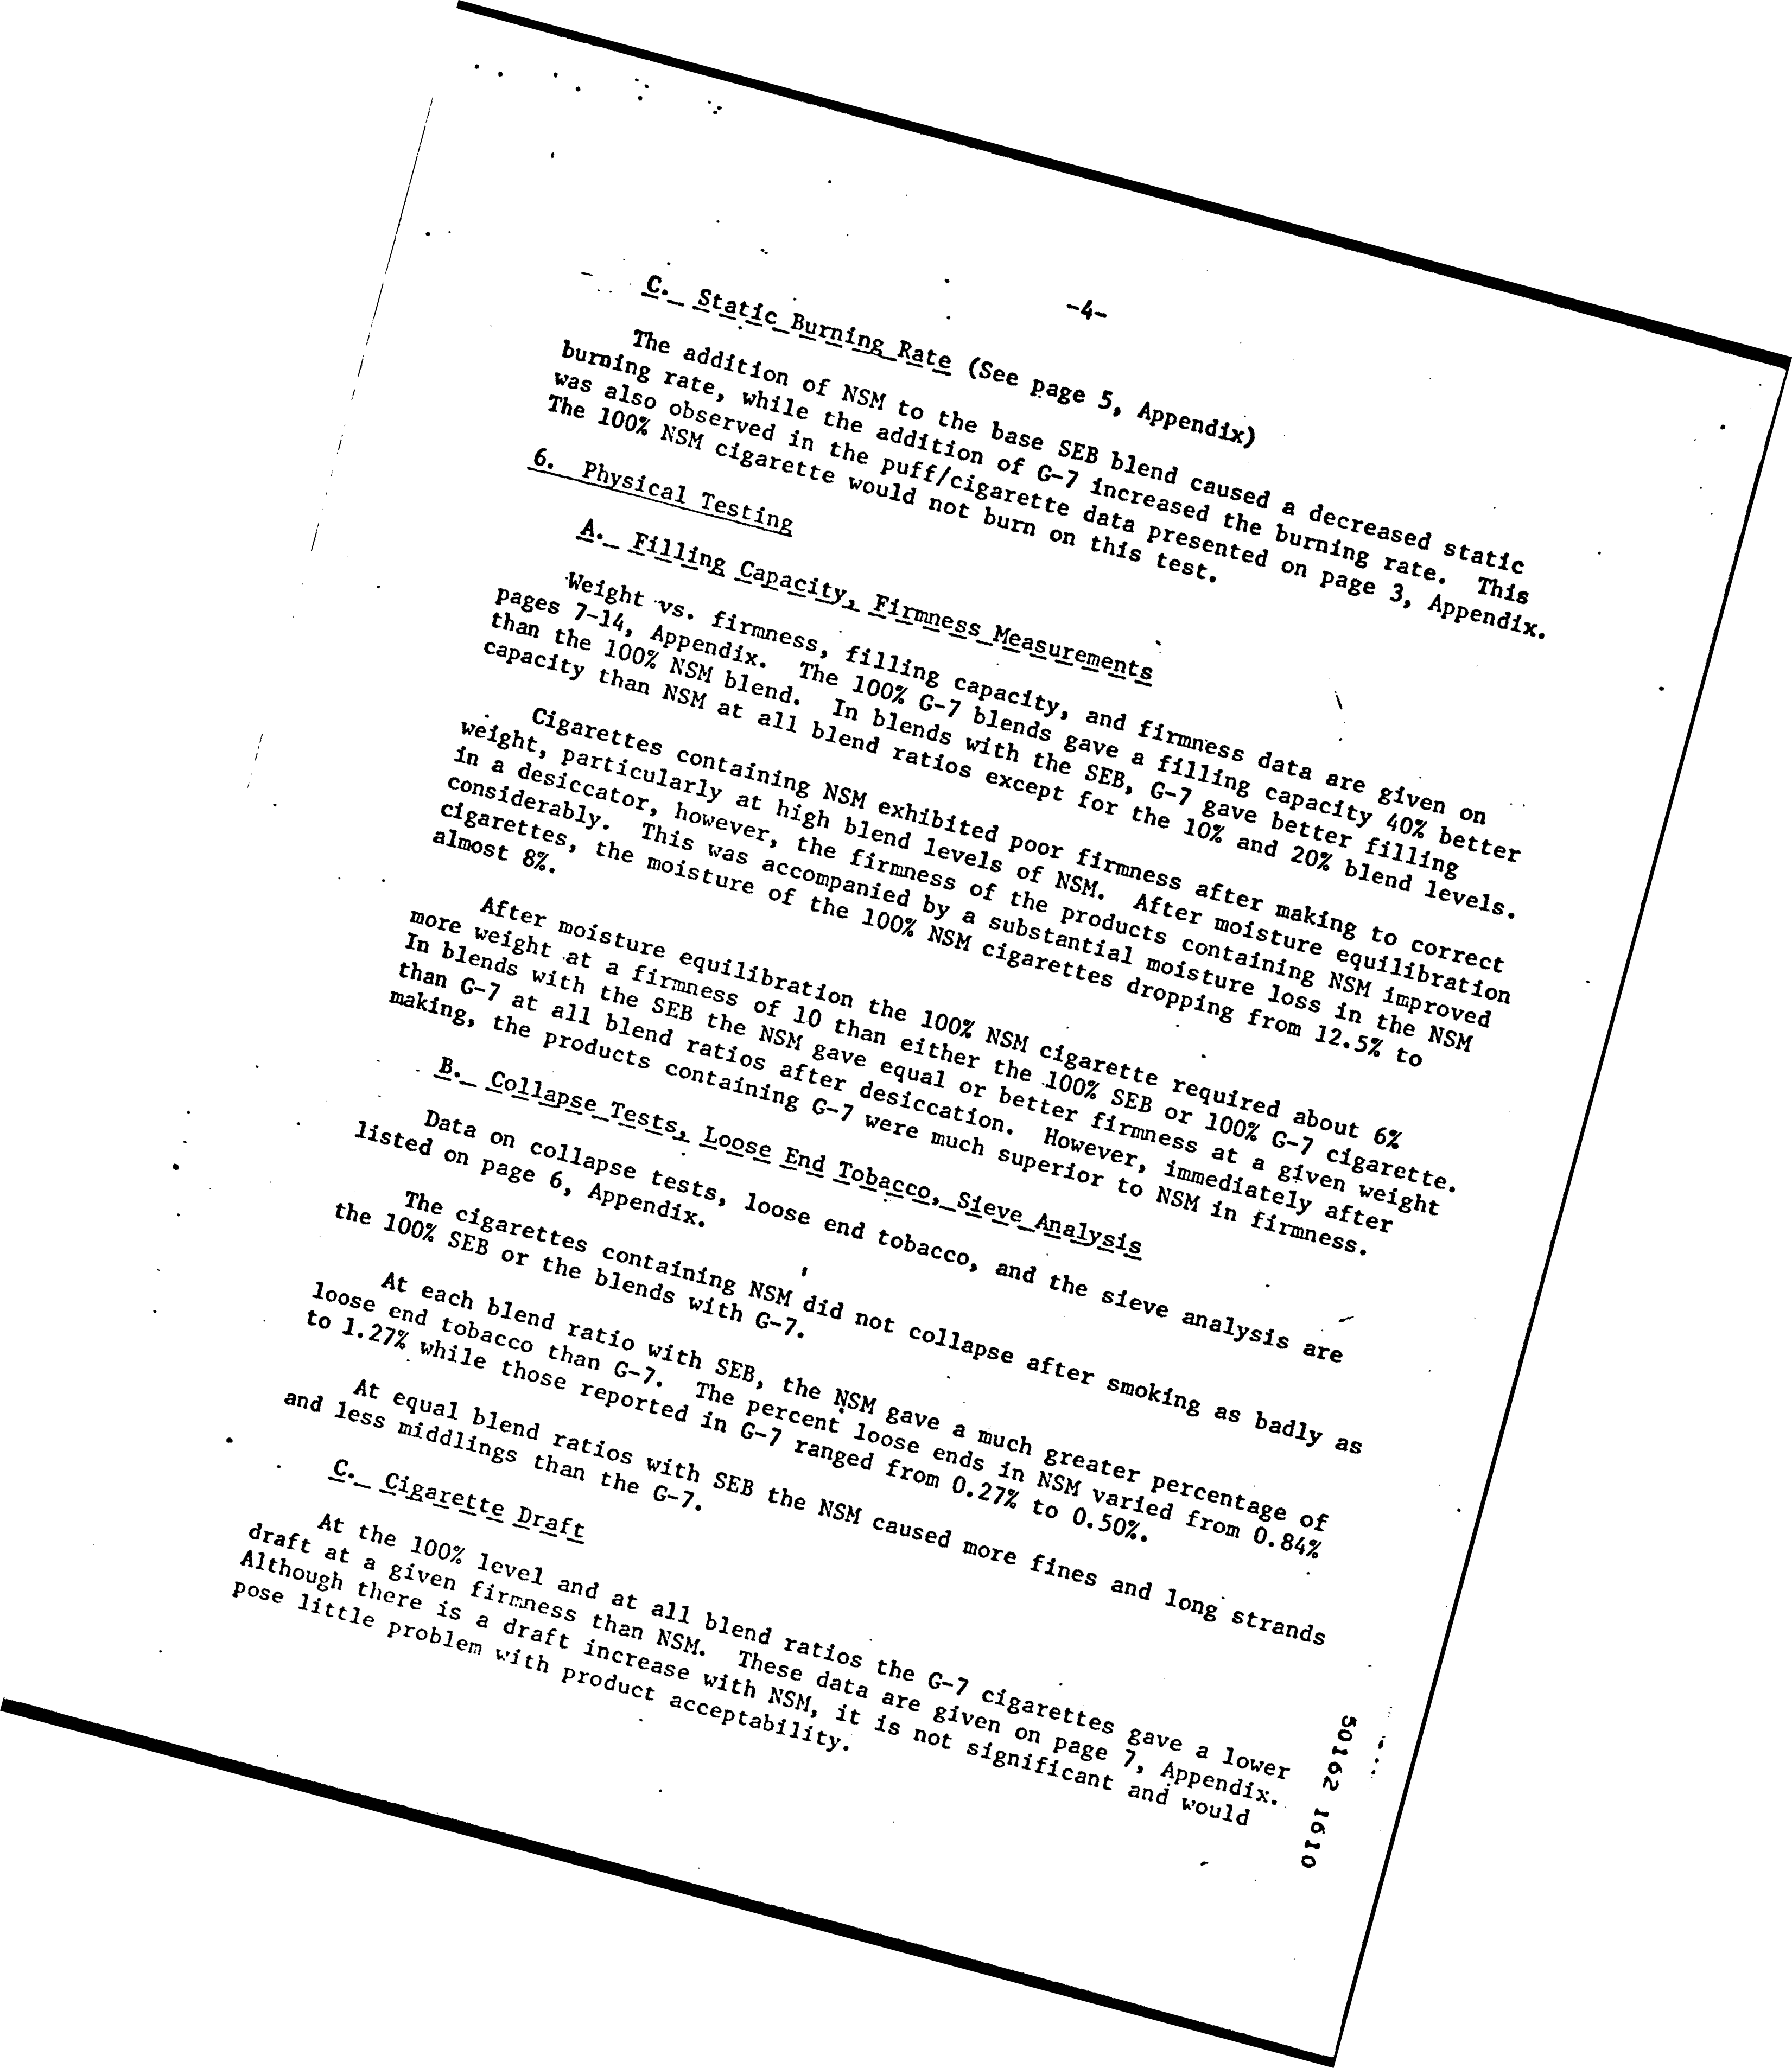 -4-
C. Static Burning Rate (See page 5, Appendix)
The addition of NSM to the base SEB blend caused a decreased static
burning rate, while the addition of G-7 increased the burning rate. This
was also observed in the puff/cigarette data presented on page 3, Appendix.
The 100% NSM cigarette would not burn on this test.
6. Physical Testing
A. Filling Capacity, Firmness Measurements
Weight vs. firmness, filling capacity, and firmness data are given on
pages 7-14, Appendix. The 100% G-7 blends gave a filling capacity 40% better
than the 100% NSM blend. In blends with the SEB, G-7 gave better filling
capacity than NSM at all blend ratios except for the 10% and 20% blend levels.
Cigarettes containing NSM exhibited poor firmness after making to correct
weight, particularly at high blend levels of NSM. After moisture equilibration
in a desiccator, however, the firmness of the products containing NSM improved
considerably. This was accompanied by a substantial moisture loss in the NSM
cigarettes, the moisture of the 100% NSM cigarettes dropping from 12.5% to
almost 8%.
After moisture equilibration the 100% NSM cigarette required about 6%
more weight at a firmness of 10 than either the 100% SEB or 100% G-7 cigarette.
In blends with the SEB the NSM gave equal or better firmness at a given weight
than G-7 at all blend ratios after desiccation. However, immediately after
making, the products containing G-7 were much superior to NSM in firmness.
B. Collapse Tests, Loose End Tobacco, Sieve Analysis
Data on collapse tests, loose end tobacco, and the sieve analysis are
listed on page 6, Appendix.
The cigarettes containing NSM did not collapse after smoking as badly as
the 100% SEB or the blends with G-7.
At each blend ratio with SEB, the NSM gave a much greater percentage of
loose end tobacco than G-7. The percent loose ends in NSM varied from 0.84%
to 1.27% while those reported in G-7 ranged from 0.27% to 0.50%.
At equal blend ratios with SEB the NSM caused more fines and long strands
and less middlings than the G-7.
C. Cigarette Draft
At the 100% level and at all blend ratios the G-7 cigarettes gave a lower
draft at a given firmness than NSM. These data are given on page 7, Appendix.
Although there is a draft increase with NSM, it is not significant and would
pose little problem with product acceptability.
50162 1610